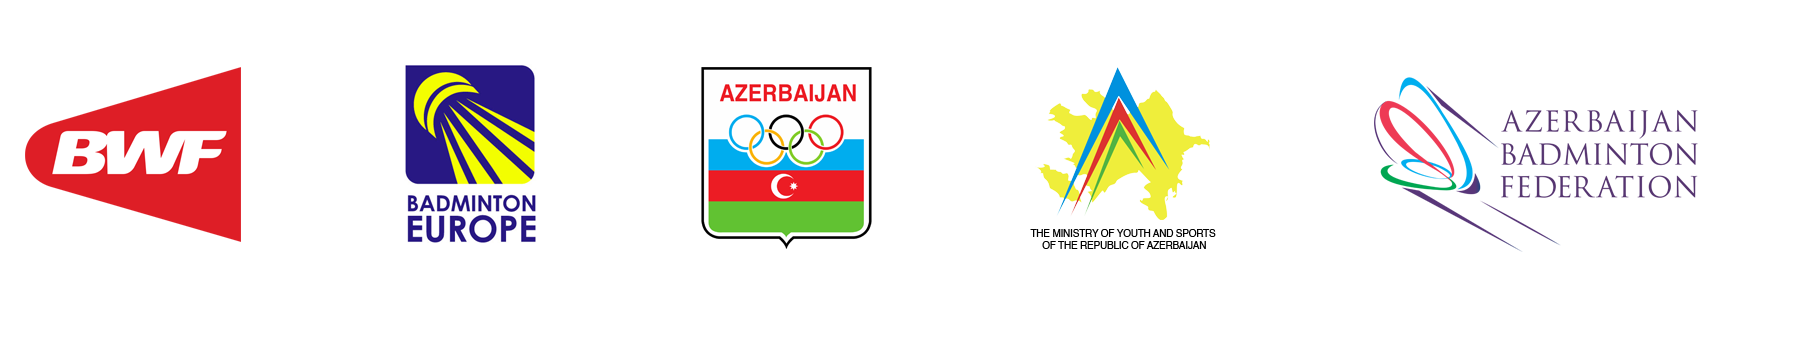 BWF
BADMINTON
EUROPE
AZERBAIJAN
THE MINISTRY OF YOUTH AND SPORTS
OF THE REPUBLIC OF AZERBAIJAN
AZERBAIJAN
BADMINTON
FEDERATION